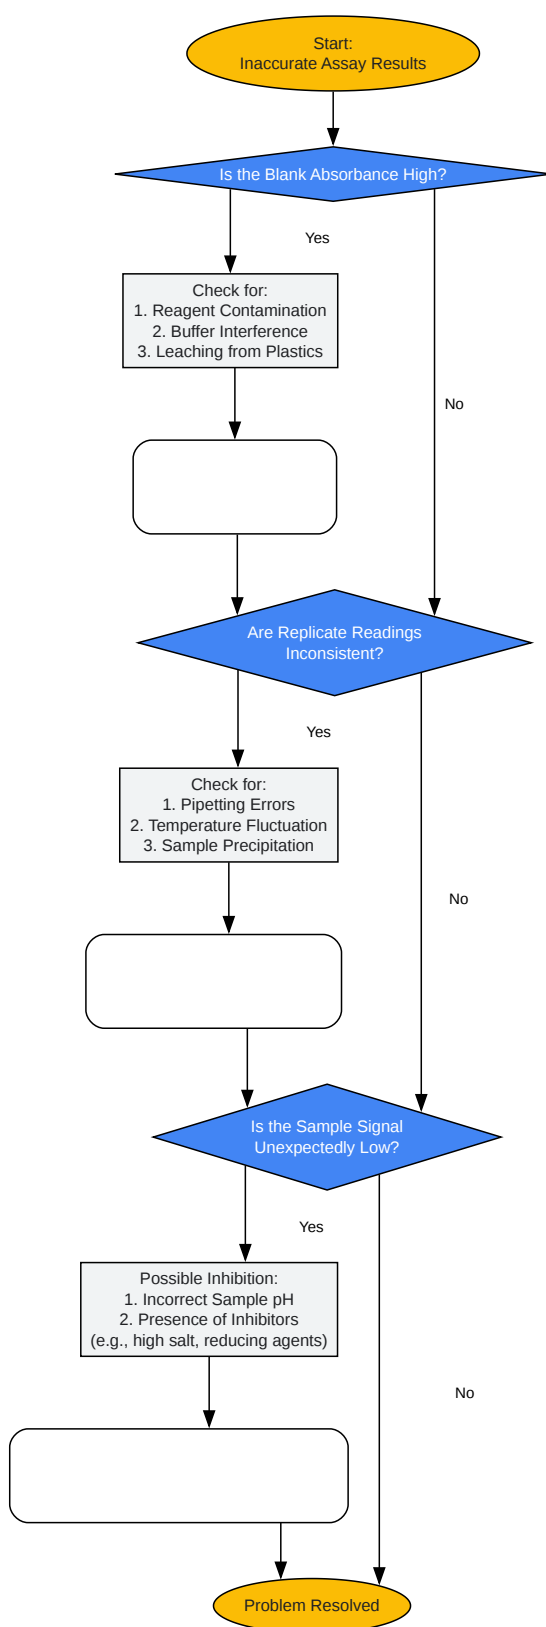 Start:
Inaccurate Assay Results
Is the Blank Absorbance High?
Yes
Check for:
1. Reagent Contamination
2. Buffer Interference
3. Leaching from Plastics
No
Are Replicate Readings
Inconsistent?
Yes
Check for:
1. Pipetting Errors
2. Temperature Fluctuation
3. Sample Precipitation
No
Is the Sample Signal
Unexpectedly Low?
Yes
Possible Inhibition:
1. Incorrect Sample pH
2. Presence of Inhibitors
(e.g., high salt, reducing agents)
No
Problem Resolved